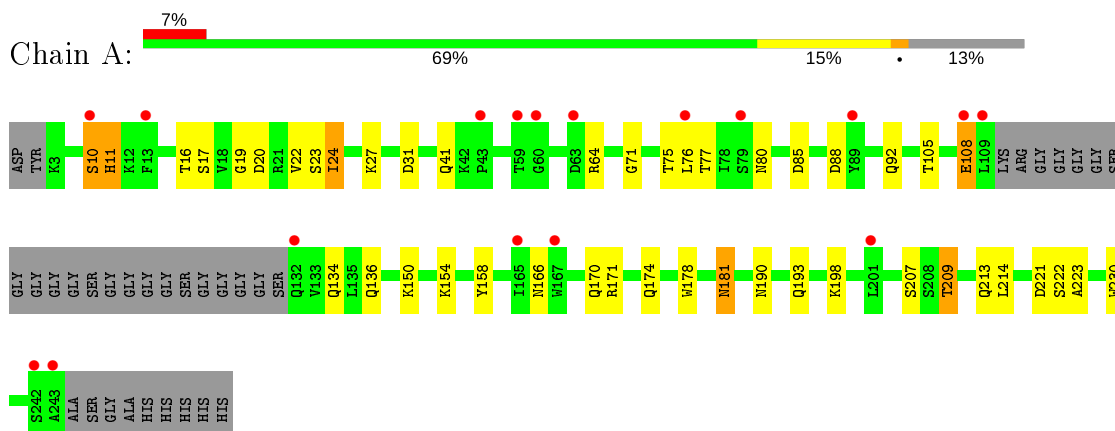 7%
Chain A:
69% 15% • 13%
ASP TYR K3 S10 H11 K12 F13 T16 S17 V18 G19 D20 R21 V22 S23 I24 K27 D31 Q41 K42 P43 T59 G60 D63 R64 G71 T75 L76 T77 I78 S79 N80 D85 D88 Y89 Q92 T105 E108 L109 LYS ARG GLY GLY GLY GLY SER
GLY GLY GLY GLY SER GLY GLY GLY GLY SER GLY GLY GLY GLY SER Q132 V133 Q134 L135 Q136 K150 K154 Y158 I165 N166 W167 Q170 R171 Q174 W178 N181 N190 Q193 K198 L201 S207 S208 T209 Q213 L214 D221 S222 A223
S242 A243 ALA SER GLY ALA HIS HIS HIS HIS HIS